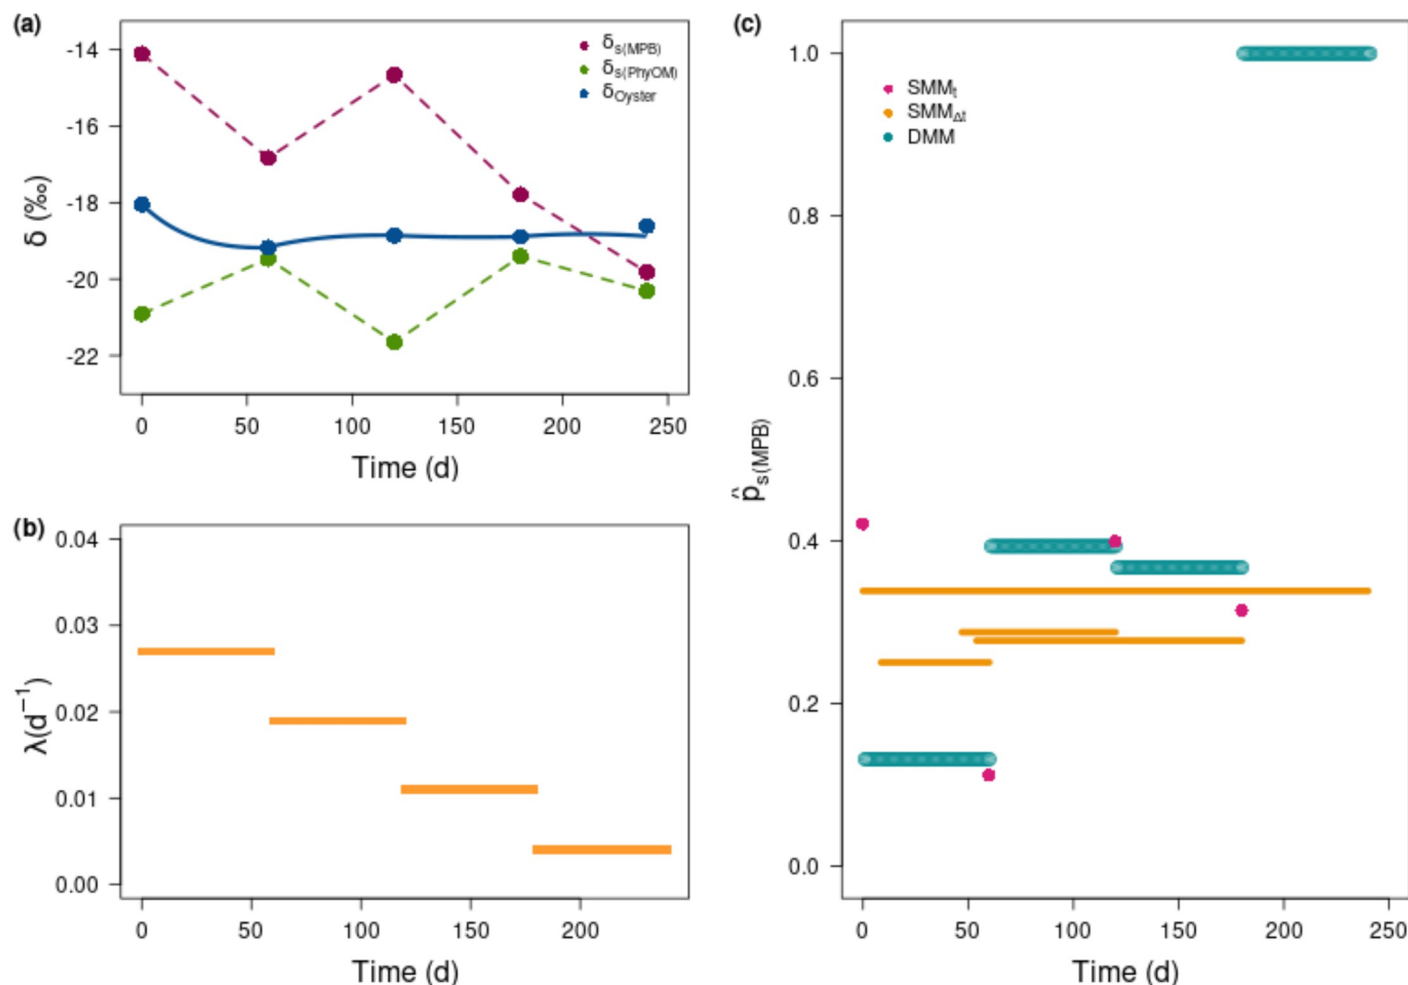 (a)
δ (‰)
-14
-16
-18
-20
-22
δs(MPB)
δs(PhyOM)
δOyster
0 50 100 150 200 250
Time (d)
(b)
λ(d−1)
0.04
0.03
0.02
0.01
0.00
0 50 100 150 200
Time (d)
(c)
p̂s(MPB)
1.0
0.8
0.6
0.4
0.2
0.0
SMMt
SMMΔt
DMM
0 50 100 150 200 250
Time (d)